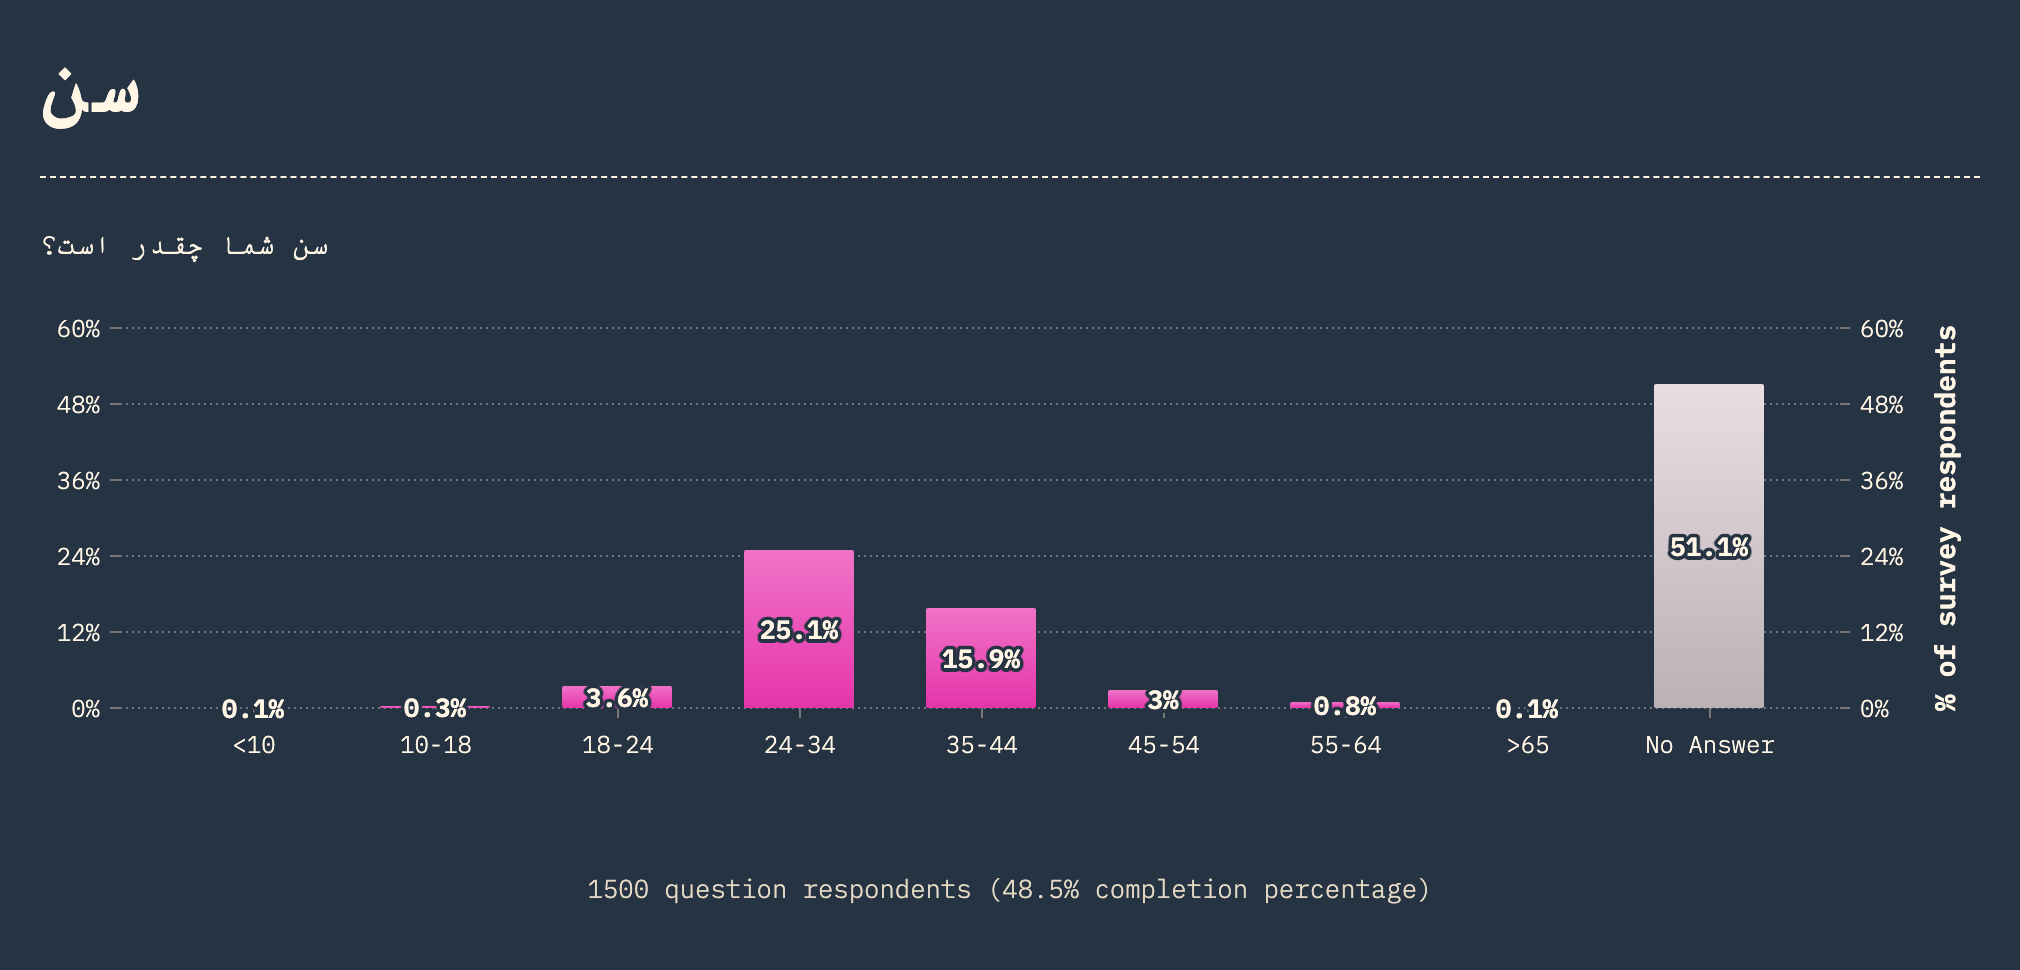 سن
سن شما چقدر است؟
60% 60%
48% 48%
36% 36%
24% 24%
12% 12%
0% 0%
% of survey respondents
0.1% 0.3% 3.6% 25.1% 15.9% 3% 0.8% 0.1% 51.1%
<10 10-18 18-24 24-34 35-44 45-54 55-64 >65 No Answer
1500 question respondents (48.5% completion percentage)